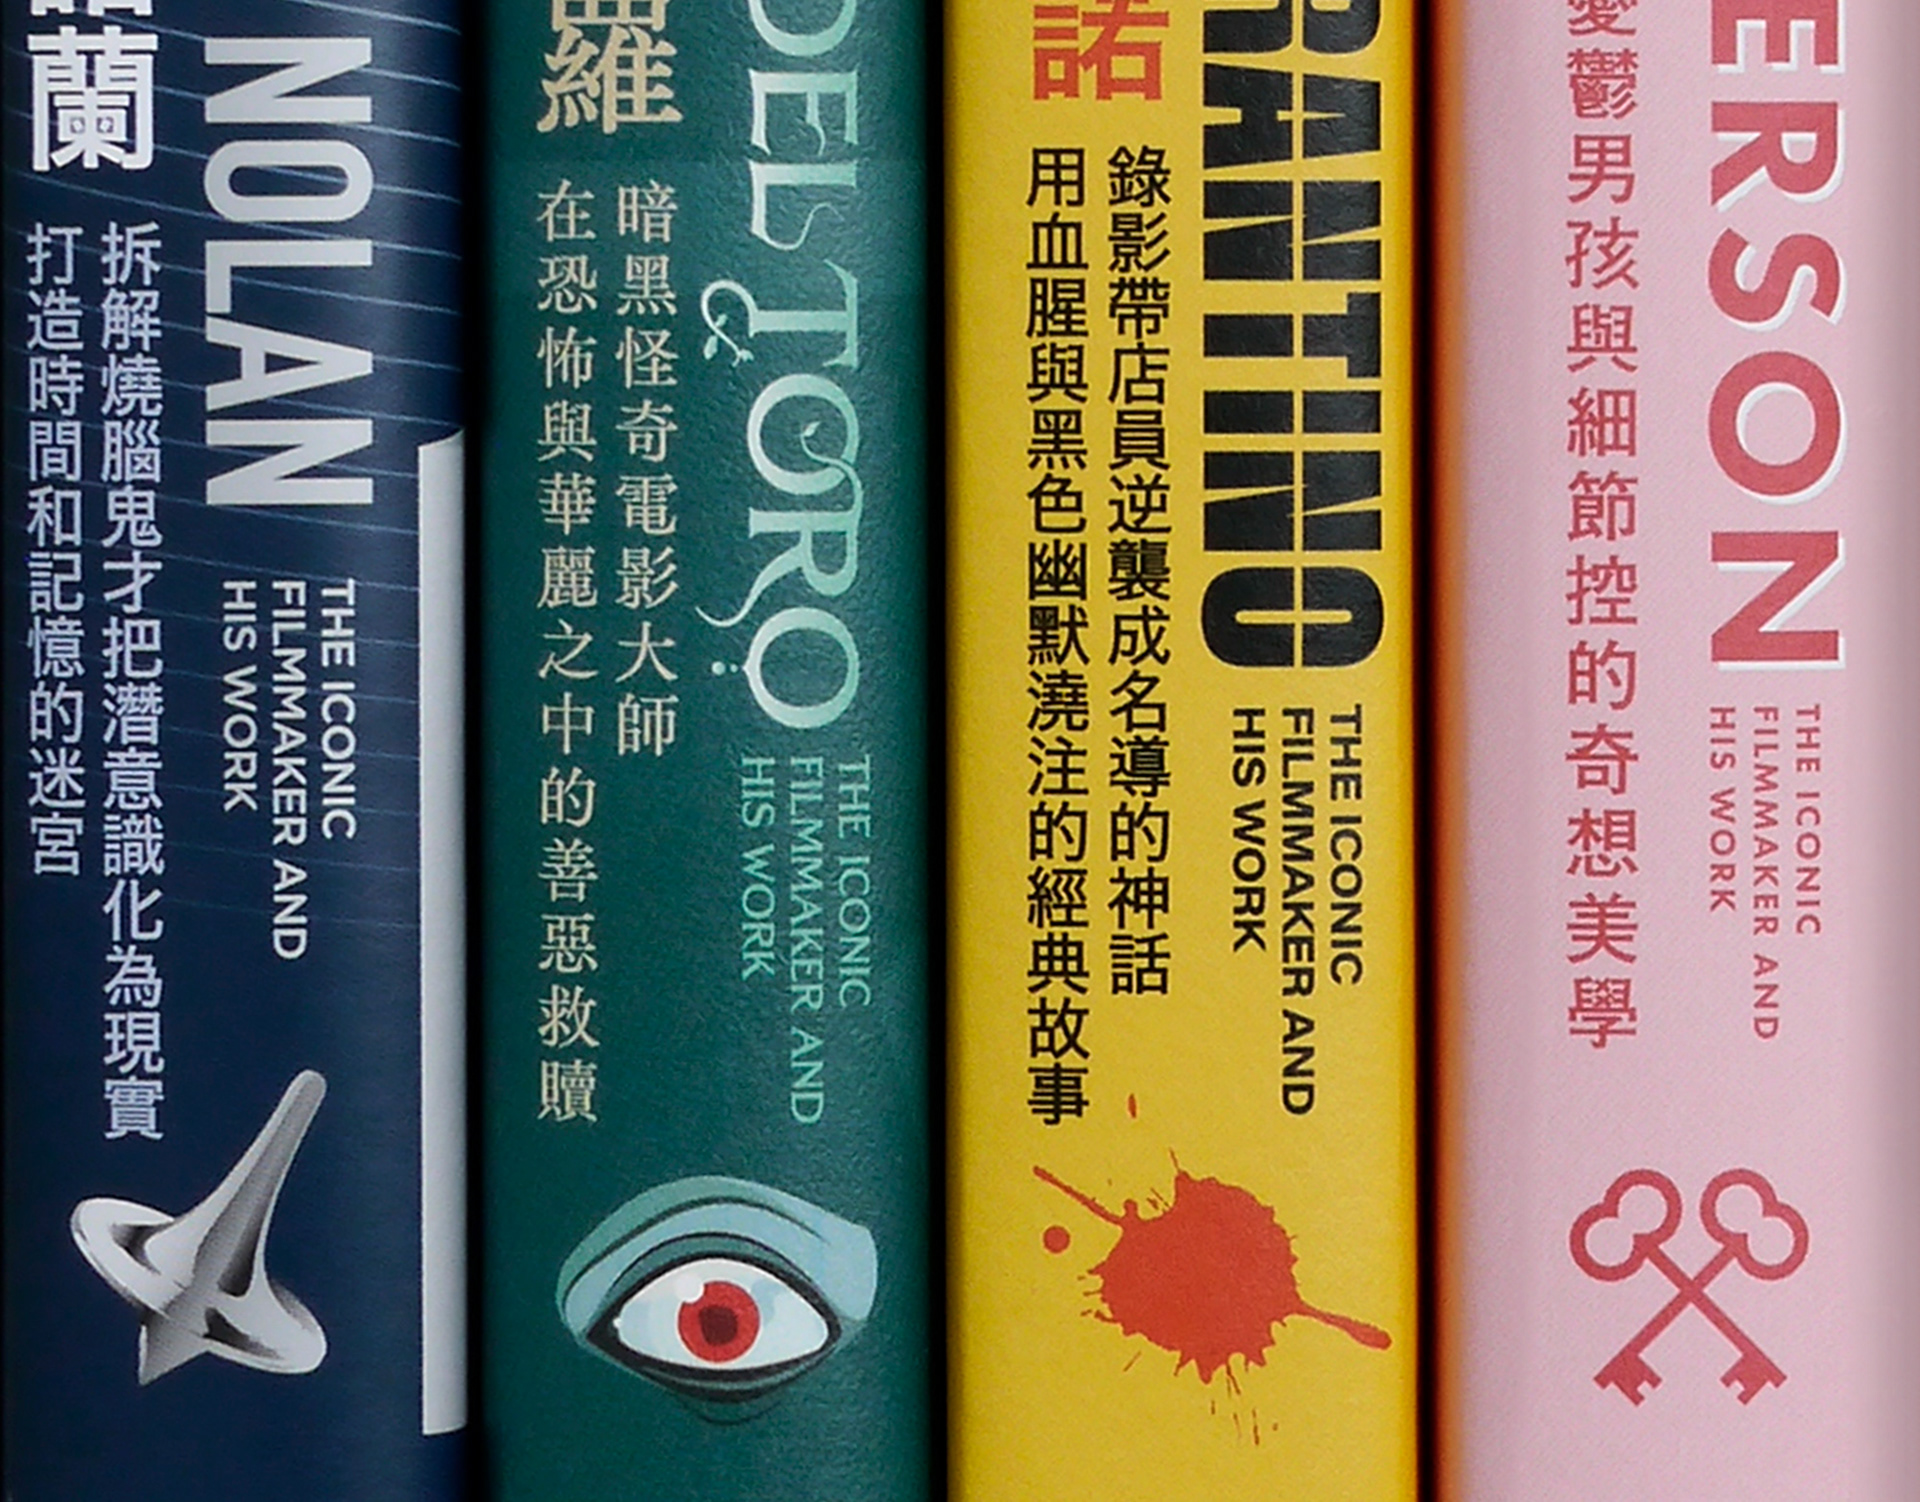 蘭
NOLAN
拆解燒腦鬼才把潛意識化為現實
打造時間和記憶的迷宮
THE ICONIC
FILMMAKER AND
HIS WORK
羅
DEL TORO
暗黑怪奇電影大師
在恐怖與華麗之中的善惡救贖
THE ICONIC
FILMMAKER AND
HIS WORK
諾
RANTINO
錄影帶店員逆襲成名導的神話
用血腥與黑色幽默澆注的經典故事
THE ICONIC
FILMMAKER AND
HIS WORK
ERSON
憂鬱男孩與細節控的奇想美學
THE ICONIC
FILMMAKER AND
HIS WORK